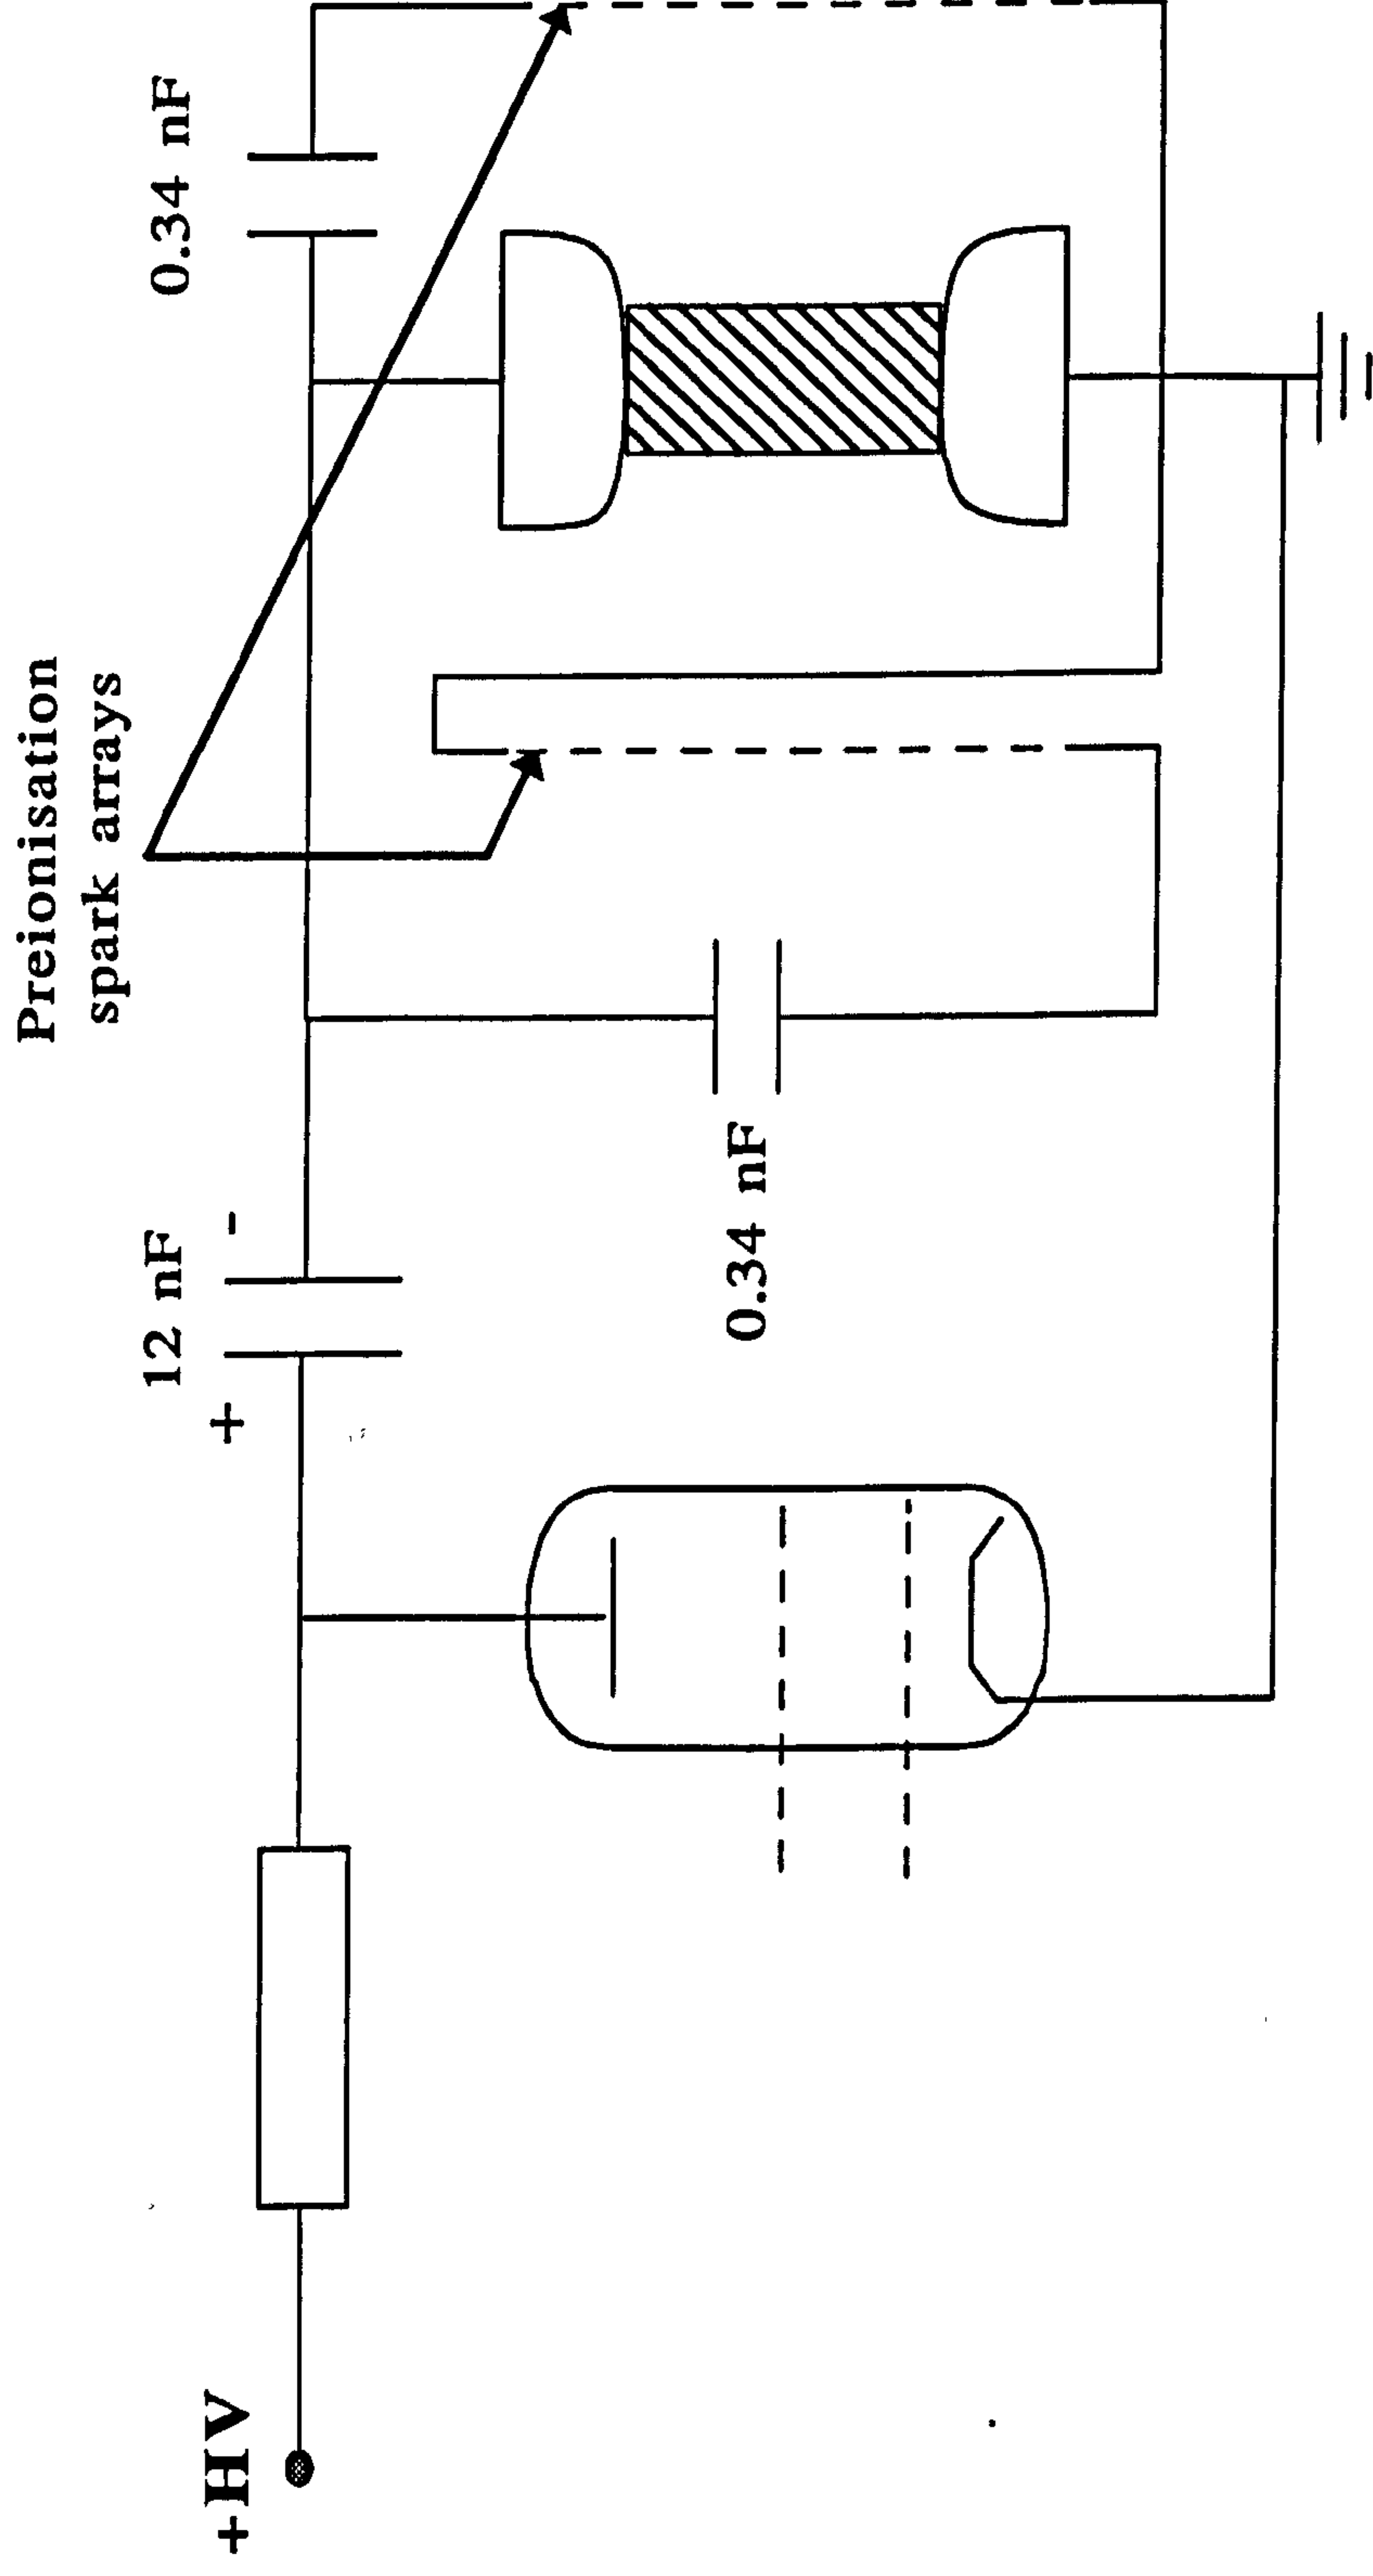 Preionisation
spark arrays
+HV
+ 12 nF -
0.34 nF
0.34 nF